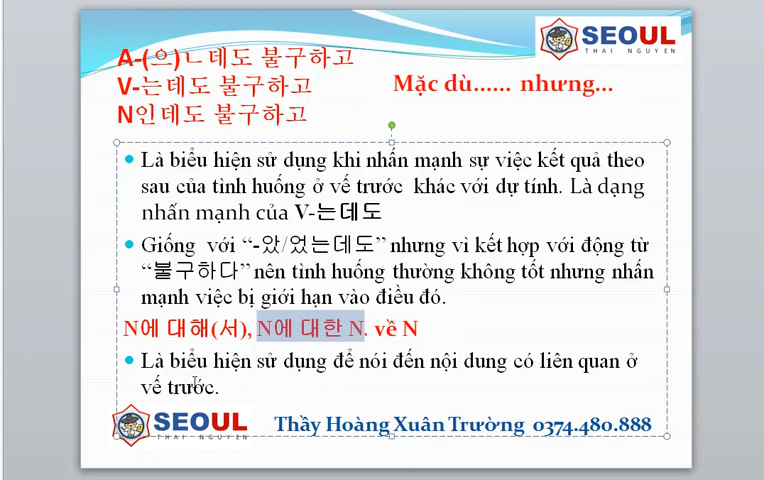 SEOUL
THAI NGUYEN
A-(으)ㄴ데도 불구하고
V-는데도 불구하고
Mặc dù...... nhưng...
N인데도 불구하고
Là biểu hiện sử dụng khi nhấn mạnh sự việc kết quả theo
sau của tình huống ở vế trước khác với dự tính. Là dạng
nhấn mạnh của V-는데도
Giống với “-았/었는데도” nhưng vì kết hợp với động từ
“불구하다” nên tình huống thường không tốt nhưng nhấn
mạnh việc bị giới hạn vào điều đó.
N에 대해(서), N에 대한 N. về N
Là biểu hiện sử dụng để nói đến nội dung có liên quan ở
vế trước.
SEOUL
THAI NGUYEN
Thầy Hoàng Xuân Trường 0374.480.888